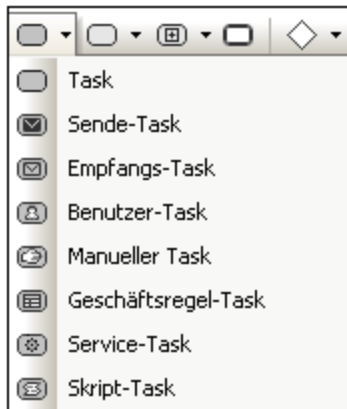 Task
Sende-Task
Empfangs-Task
Benutzer-Task
Manueller Task
Geschäftsregel-Task
Service-Task
Skript-Task